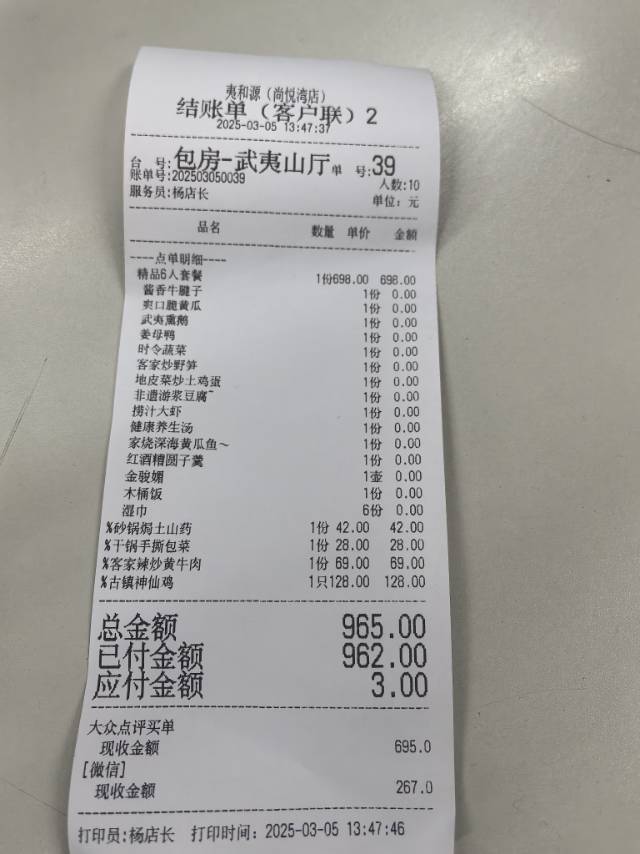 夷和源（尚悦湾店）
结账单（客户联）2
2025-03-05 13:47:37
台 号:包房-武夷山厅 单 号:39
账单号:202503050039 人数:10
服务员:杨店长 单位: 元
品名 数量 单价 金额
----点单明细----
精品6人套餐 1份698.00 698.00
酱香牛腱子 1份 0.00
爽口脆黄瓜 1份 0.00
武夷熏鹅 1份 0.00
姜母鸭 1份 0.00
时令蔬菜 1份 0.00
客家炒野笋 1份 0.00
地皮菜炒土鸡蛋 1份 0.00
非遗游浆豆腐~ 1份 0.00
捞汁大虾 1份 0.00
健康养生汤 1份 0.00
家烧深海黄瓜鱼~ 1份 0.00
红酒糟圆子羹 1份 0.00
金骏媚 1壶 0.00
木桶饭 1份 0.00
湿巾 6份 0.00
%砂锅焗土山药 1份 42.00 42.00
%干锅手撕包菜 1份 28.00 28.00
%客家辣炒黄牛肉 1份 69.00 69.00
%古镇神仙鸡 1只128.00 128.00
总金额 965.00
已付金额 962.00
应付金额 3.00
大众点评买单
现收金额 695.0
[微信]
现收金额 267.0
打印员:杨店长 打印时间: 2025-03-05 13:47:46